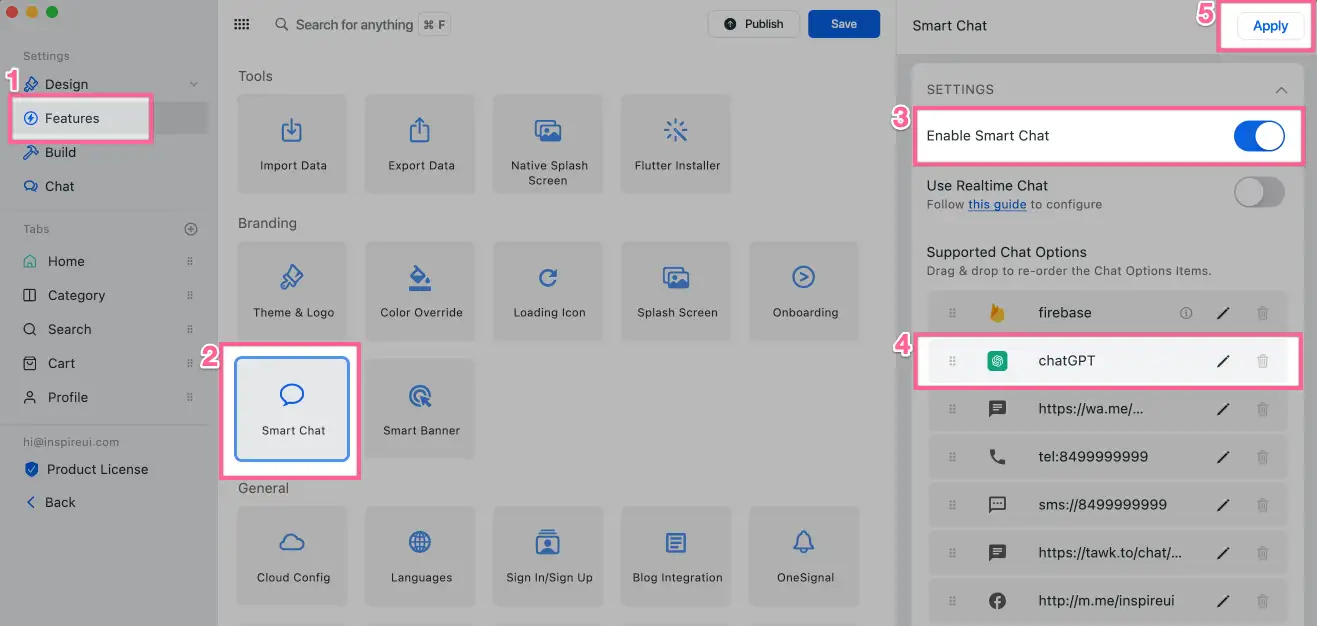 Search for anything
⌘ F
Publish
Save
Smart Chat
5
Apply
Settings
1
Design
Features
Build
Chat
Tabs
Home
Category
Search
Cart
Profile
hi@inspireui.com
Product License
Back
Tools
Import Data
Export Data
Native Splash
Screen
Flutter Installer
Branding
Theme & Logo
Color Override
Loading Icon
Splash Screen
Onboarding
2
Smart Chat
Smart Banner
General
Cloud Config
Languages
Sign In/Sign Up
Blog Integration
OneSignal
SETTINGS
3
Enable Smart Chat
Use Realtime Chat
Follow this guide to configure
Supported Chat Options
Drag & drop to re-order the Chat Options Items.
firebase
4
chatGPT
https://wa.me/...
tel:8499999999
sms://8499999999
https://tawk.to/chat/...
http://m.me/inspireui